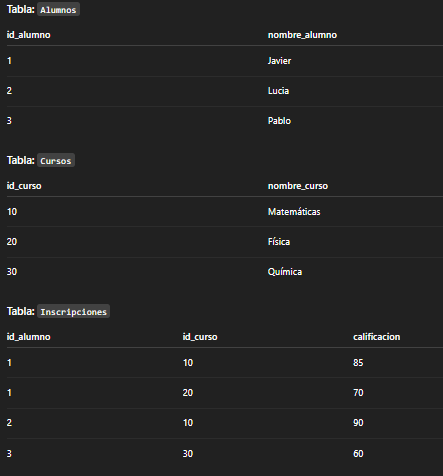 Tabla: Alumnos
id_alumno nombre_alumno
1 Javier
2 Lucia
3 Pablo
Tabla: Cursos
id_curso nombre_curso
10 Matemáticas
20 Física
30 Química
Tabla: Inscripciones
id_alumno id_curso calificacion
1 10 85
1 20 70
2 10 90
3 30 60